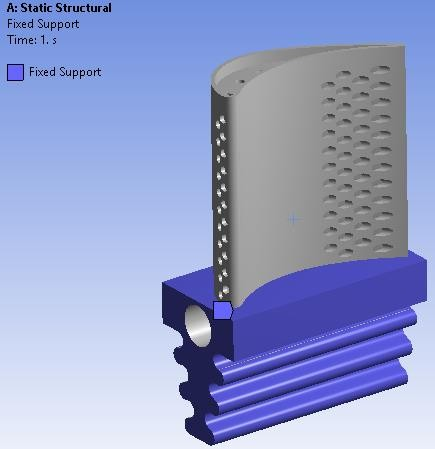 A: Static Structural
Fixed Support
Time: 1. s
Fixed Support